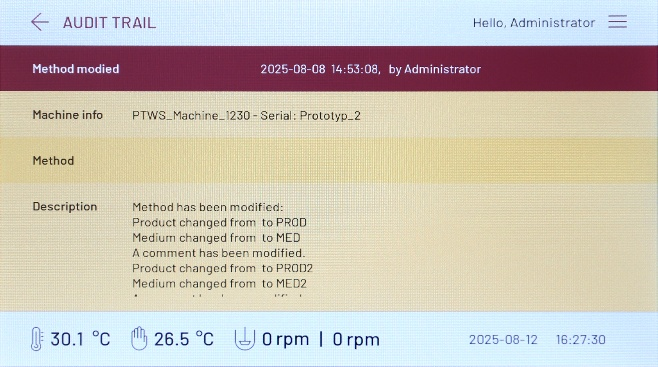 AUDIT TRAIL
Hello, Administrator
Method modied 2025-08-08 14:53:08, by Administrator
Machine info PTWS_Machine_1230 - Serial: Prototyp_2
Method
Description Method has been modified:
Product changed from to PROD
Medium changed from to MED
A comment has been modified.
Product changed from to PROD2
Medium changed from to MED2
30.1 °C 26.5 °C 0 rpm | 0 rpm 2025-08-12 16:27:30